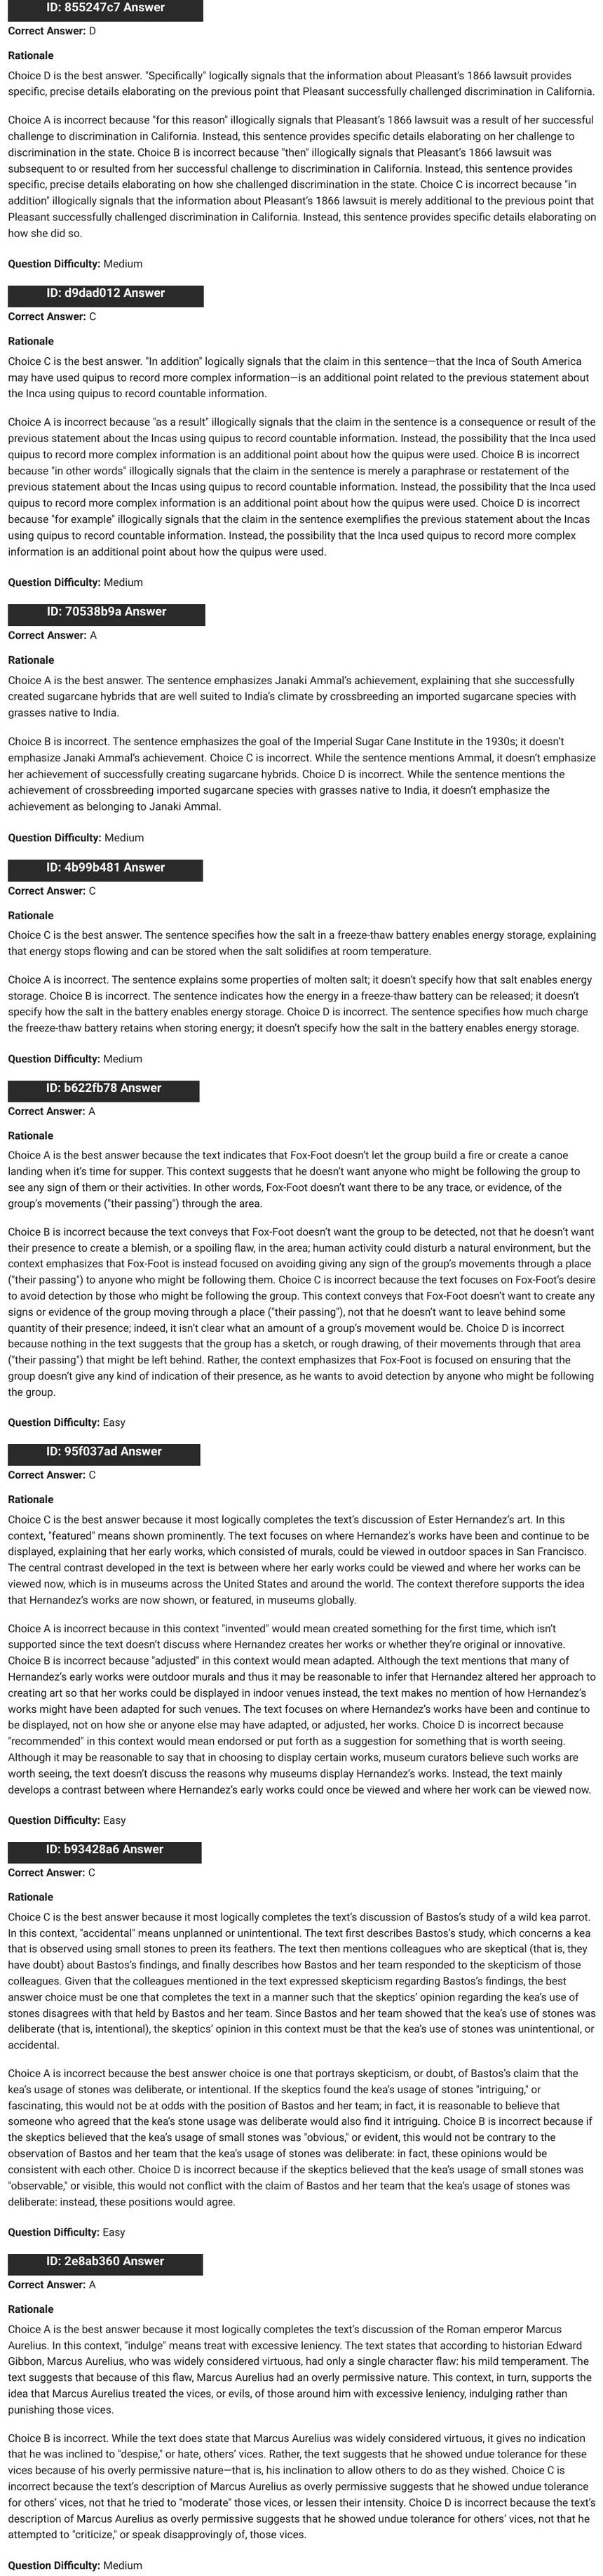 ID: 855247c7 Answer
Correct Answer: D
Rationale
Choice D is the best answer. "Specifically" logically signals that the information about Pleasant's 1866 lawsuit provides
specific, precise details elaborating on the previous point that Pleasant successfully challenged discrimination in California.
Choice A is incorrect because "for this reason" illogically signals that Pleasant's 1866 lawsuit was a result of her successful
challenge to discrimination in California. Instead, this sentence provides specific details elaborating on her challenge to
discrimination in the state. Choice B is incorrect because "then" illogically signals that Pleasant's 1866 lawsuit was
subsequent to or resulted from her successful challenge to discrimination in California. Instead, this sentence provides
specific, precise details elaborating on how she challenged discrimination in the state. Choice C is incorrect because "in
addition" illogically signals that the information about Pleasant's 1866 lawsuit is merely additional to the previous point that
Pleasant successfully challenged discrimination in California. Instead, this sentence provides specific details elaborating on
how she did so.
Question Difficulty: Medium
ID: d9dad012 Answer
Correct Answer: C
Rationale
Choice C is the best answer. "In addition" logically signals that the claim in this sentence—that the Inca of South America
may have used quipus to record more complex information—is an additional point related to the previous statement about
the Inca using quipus to record countable information.
Choice A is incorrect because "as a result" illogically signals that the claim in the sentence is a consequence or result of the
previous statement about the Incas using quipus to record countable information. Instead, the possibility that the Inca used
quipus to record more complex information is an additional point about how the quipus were used. Choice B is incorrect
because "in other words" illogically signals that the claim in the sentence is merely a paraphrase or restatement of the
previous statement about the Incas using quipus to record countable information. Instead, the possibility that the Inca used
quipus to record more complex information is an additional point about how the quipus were used. Choice D is incorrect
because "for example" illogically signals that the claim in the sentence exemplifies the previous statement about the Incas
using quipus to record countable information. Instead, the possibility that the Inca used quipus to record more complex
information is an additional point about how the quipus were used.
Question Difficulty: Medium
ID: 70538b9a Answer
Correct Answer: A
Rationale
Choice A is the best answer. The sentence emphasizes Janaki Ammal's achievement, explaining that she successfully
created sugarcane hybrids that are well suited to India's climate by crossbreeding an imported sugarcane species with
grasses native to India.
Choice B is incorrect. The sentence emphasizes the goal of the Imperial Sugar Cane Institute in the 1930s; it doesn't
emphasize Janaki Ammal's achievement. Choice C is incorrect. While the sentence mentions Ammal, it doesn't emphasize
her achievement of successfully creating sugarcane hybrids. Choice D is incorrect. While the sentence mentions the
achievement of crossbreeding imported sugarcane species with grasses native to India, it doesn't emphasize the
achievement as belonging to Janaki Ammal.
Question Difficulty: Medium
ID: 4b99b481 Answer
Correct Answer: C
Rationale
Choice C is the best answer. The sentence specifies how the salt in a freeze-thaw battery enables energy storage, explaining
that energy stops flowing and can be stored when the salt solidifies at room temperature.
Choice A is incorrect. The sentence explains some properties of molten salt; it doesn't specify how that salt enables energy
storage. Choice B is incorrect. The sentence indicates how the energy in a freeze-thaw battery can be released; it doesn't
specify how the salt in the battery enables energy storage. Choice D is incorrect. The sentence specifies how much charge
the freeze-thaw battery retains when storing energy; it doesn't specify how the salt in the battery enables energy storage.
Question Difficulty: Medium
ID: b622fb78 Answer
Correct Answer: A
Rationale
Choice A is the best answer because the text indicates that Fox-Foot doesn't let the group build a fire or create a canoe
landing when it's time for supper. This context suggests that he doesn't want anyone who might be following the group to
see any sign of them or their activities. In other words, Fox-Foot doesn't want there to be any trace, or evidence, of the
group's movements ("their passing") through the area.
Choice B is incorrect because the text conveys that Fox-Foot doesn't want the group to be detected, not that he doesn't want
their presence to create a blemish, or a spoiling flaw, in the area; human activity could disturb a natural environment, but the
context emphasizes that Fox-Foot is instead focused on avoiding giving any sign of the group's movements through a place
("their passing") to anyone who might be following them. Choice C is incorrect because the text focuses on Fox-Foot's desire
to avoid detection by those who might be following the group. This context conveys that Fox-Foot doesn't want to create any
signs or evidence of the group moving through a place ("their passing"), not that he doesn't want to leave behind some
quantity of their presence; indeed, it isn't clear what an amount of a group's movement would be. Choice D is incorrect
because nothing in the text suggests that the group has a sketch, or rough drawing, of their movements through that area
("their passing") that might be left behind. Rather, the context emphasizes that Fox-Foot is focused on ensuring that the
group doesn't give any kind of indication of their presence, as he wants to avoid detection by anyone who might be following
the group.
Question Difficulty: Easy
ID: 95f037ad Answer
Correct Answer: C
Rationale
Choice C is the best answer because it most logically completes the text's discussion of Ester Hernandez's art. In this
context, "featured" means shown prominently. The text focuses on where Hernandez's works have been and continue to be
displayed, explaining that her early works, which consisted of murals, could be viewed in outdoor spaces in San Francisco.
The central contrast developed in the text is between where her early works could be viewed and where her works can be
viewed now, which is in museums across the United States and around the world. The context therefore supports the idea
that Hernandez's works are now shown, or featured, in museums globally.
Choice A is incorrect because in this context "invented" would mean created something for the first time, which isn't
supported since the text doesn't discuss where Hernandez creates her works or whether they're original or innovative.
Choice B is incorrect because "adjusted" in this context would mean adapted. Although the text mentions that many of
Hernandez's early works were outdoor murals and thus it may be reasonable to infer that Hernandez altered her approach to
creating art so that her works could be displayed in indoor venues instead, the text makes no mention of how Hernandez's
works might have been adapted for such venues. The text focuses on where Hernandez's works have been and continue to
be displayed, not on how she or anyone else may have adapted, or adjusted, her works. Choice D is incorrect because
"recommended" in this context would mean endorsed or put forth as a suggestion for something that is worth seeing.
Although it may be reasonable to say that in choosing to display certain works, museum curators believe such works are
worth seeing, the text doesn't discuss the reasons why museums display Hernandez's works. Instead, the text mainly
develops a contrast between where Hernandez's early works could once be viewed and where her work can be viewed now.
Question Difficulty: Easy
ID: b93428a6 Answer
Correct Answer: C
Rationale
Choice C is the best answer because it most logically completes the text's discussion of Bastos's study of a wild kea parrot.
In this context, "accidental" means unplanned or unintentional. The text first describes Bastos's study, which concerns a kea
that is observed using small stones to preen its feathers. The text then mentions colleagues who are skeptical (that is, they
have doubt) about Bastos's findings, and finally describes how Bastos and her team responded to the skepticism of those
colleagues. Given that the colleagues mentioned in the text expressed skepticism regarding Bastos's findings, the best
answer choice must be one that completes the text in a manner such that the skeptics' opinion regarding the kea's use of
stones disagrees with that held by Bastos and her team. Since Bastos and her team showed that the kea's use of stones was
deliberate (that is, intentional), the skeptics' opinion in this context must be that the kea's use of stones was unintentional, or
accidental.
Choice A is incorrect because the best answer choice is one that portrays skepticism, or doubt, of Bastos's claim that the
kea's usage of stones was deliberate, or intentional. If the skeptics found the kea's usage of stones "intriguing," or
fascinating, this would not be at odds with the position of Bastos and her team; in fact, it is reasonable to believe that
someone who agreed that the kea's stone usage was deliberate would also find it intriguing. Choice B is incorrect because if
the skeptics believed that the kea's usage of small stones was "obvious," or evident, this would not be contrary to the
observation of Bastos and her team that the kea's usage of stones was deliberate: in fact, these opinions would be
consistent with each other. Choice D is incorrect because if the skeptics believed that the kea's usage of small stones was
"observable," or visible, this would not conflict with the claim of Bastos and her team that the kea's usage of stones was
deliberate: instead, these positions would agree.
Question Difficulty: Easy
ID: 2e8ab360 Answer
Correct Answer: A
Rationale
Choice A is the best answer because it most logically completes the text's discussion of the Roman emperor Marcus
Aurelius. In this context, "indulge" means treat with excessive leniency. The text states that according to historian Edward
Gibbon, Marcus Aurelius, who was widely considered virtuous, had only a single character flaw: his mild temperament. The
text suggests that because of this flaw, Marcus Aurelius had an overly permissive nature. This context, in turn, supports the
idea that Marcus Aurelius treated the vices, or evils, of those around him with excessive leniency, indulging rather than
punishing those vices.
Choice B is incorrect. While the text does state that Marcus Aurelius was widely considered virtuous, it gives no indication
that he was inclined to "despise," or hate, others' vices. Rather, the text suggests that he showed undue tolerance for these
vices because of his overly permissive nature—that is, his inclination to allow others to do as they wished. Choice C is
incorrect because the text's description of Marcus Aurelius as overly permissive suggests that he showed undue tolerance
for others' vices, not that he tried to "moderate" those vices, or lessen their intensity. Choice D is incorrect because the text's
description of Marcus Aurelius as overly permissive suggests that he showed undue tolerance for others' vices, not that he
attempted to "criticize," or speak disapprovingly of, those vices.
Question Difficulty: Medium